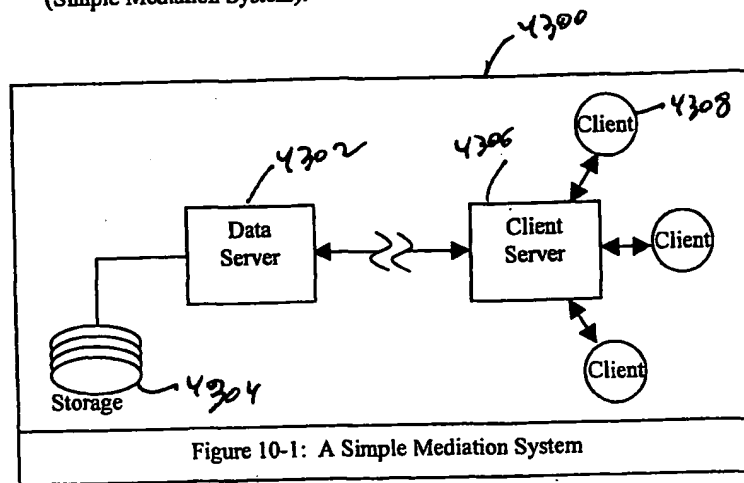 (Simple Mediation System).
4300
Client
4308
4302
4306
Data
Server
Client
Server
Client
Client
4304
Storage
Figure 10-1: A Simple Mediation System